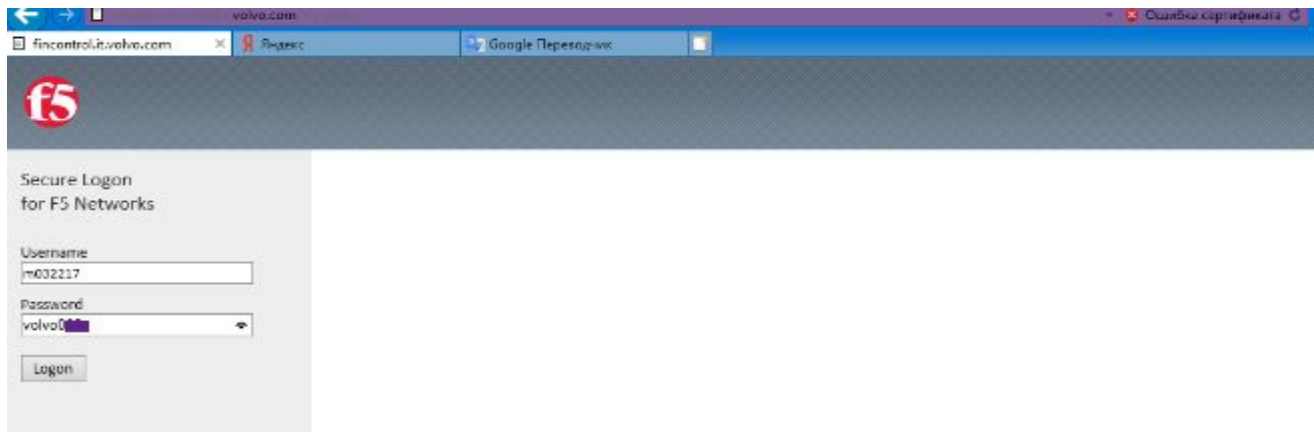 volvo.com Ошибка сертификата
fincontrol.it.volvo.com Яндекс Google Переводчик
f5
Secure Logon
for F5 Networks
Username
m032217
Password
Logon